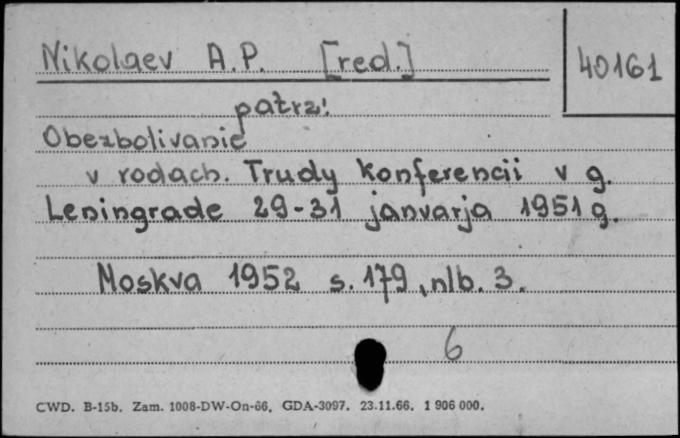 Nikolaev A.P. [red.]
40161
patrz!
Obezbolivanie
v rodach. Trudy Konferencii v g.
Leningrade 29-31 janvarja 1951 g.
Moskva 1952 s. 179, nlb. 3.
6
CWD. B-15b. Zam. 1008-DW-On-66. GDA-3097. 23.11.66. 1 906 000.